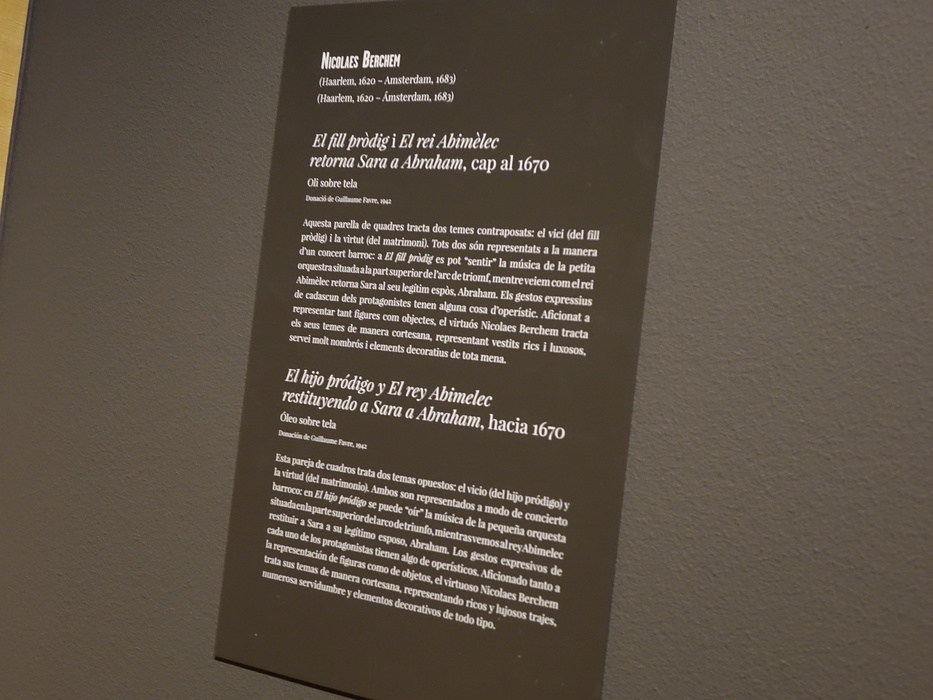 NICOLAES BERCHEM
(Haarlem, 1620 – Amsterdam, 1683)
(Haarlem, 1620 – Ámsterdam, 1683)
El fill pròdig i El rei Abimèlec
retorna Sara a Abraham, cap al 1670
Oli sobre tela
Donació de Guillaume Favre, 1942
Aquesta parella de quadres tracta dos temes contraposats: el vici (del fill
pròdig) i la virtut (del matrimoni). Tots dos són representats a la manera
d'un concert barroc: a El fill pròdig es pot "sentir" la música de la petita
orquestra situada a la part superior de l'arc de triomf, mentre veiem com el rei
Abimèlec retorna Sara al seu legítim espòs, Abraham. Els gestos expressius
de cadascun dels protagonistes tenen alguna cosa d'operístic. Aficionat a
representar tant figures com objectes, el virtuós Nicolaes Berchem tracta
els seus temes de manera cortesana, representant vestits rics i luxosos,
servei molt nombrós i elements decoratius de tota mena.
El hijo pródigo y El rey Abimelec
restituyendo a Sara a Abraham, hacia 1670
Óleo sobre tela
Donación de Guillaume Favre, 1942
Esta pareja de cuadros trata dos temas opuestos: el vicio (del hijo pródigo) y
la virtud (del matrimonio). Ambos son representados a modo de concierto
barroco: en El hijo pródigo se puede "oír" la música de la pequeña orquesta
situada en la parte superior del arco de triunfo, mientras vemos al rey Abimelec
restituir a Sara a su legítimo esposo, Abraham. Los gestos expresivos de
cada uno de los protagonistas tienen algo de operísticos. Aficionado tanto a
la representación de figuras como de objetos, el virtuoso Nicolaes Berchem
trata sus temas de manera cortesana, representando ricos y lujosos trajes,
numerosa servidumbre y elementos decorativos de todo tipo.